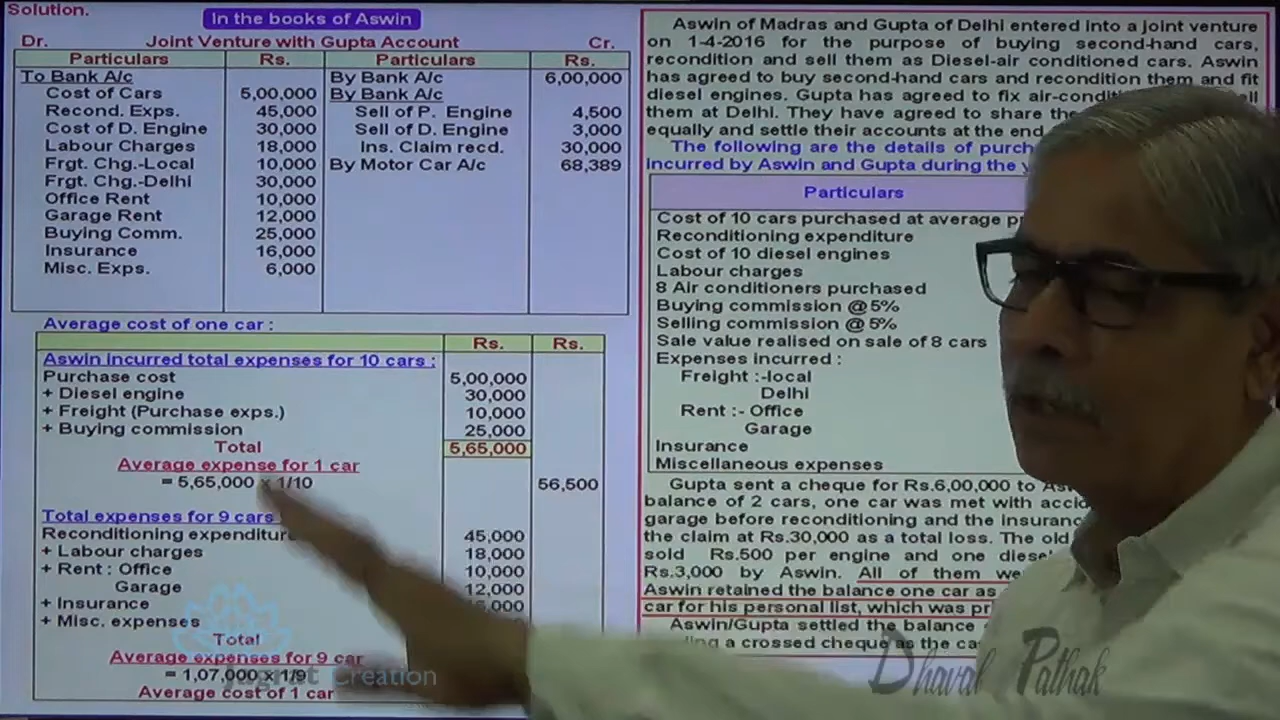 Solution.
In the books of Aswin
Dr. Joint Venture with Gupta Account Cr.
Particulars Rs. Particulars Rs.
To Bank A/c By Bank A/c 6,00,000
Cost of Cars 5,00,000 By Bank A/c
Recond. Exps. 45,000 Sell of P. Engine 4,500
Cost of D. Engine 30,000 Sell of D. Engine 3,000
Labour Charges 18,000 Ins. Claim recd. 30,000
Frgt. Chg.-Local 10,000 By Motor Car A/c 68,389
Frgt. Chg.-Delhi 30,000
Office Rent 10,000
Garage Rent 12,000
Buying Comm. 25,000
Insurance 16,000
Misc. Exps. 6,000
Average cost of one car :
Rs. Rs.
Aswin incurred total expenses for 10 cars :
Purchase cost 5,00,000
+ Diesel engine 30,000
+ Freight (Purchase exps.) 10,000
+ Buying commission 25,000
Total 5,65,000
Average expense for 1 car
= 5,65,000 x 1/10 56,500
Total expenses for 9 cars
Reconditioning expenditure 45,000
+ Labour charges 18,000
+ Rent : Office 10,000
Garage 12,000
+ Insurance
+ Misc. expenses
Total
Average expenses for 9 car
= 1,07,000 x 1/9
Average cost of 1 car
Aswin of Madras and Gupta of Delhi entered into a joint venture
on 1-4-2016 for the purpose of buying second-hand cars,
recondition and sell them as Diesel-air conditioned cars. Aswin
has agreed to buy second-hand cars and recondition them and fit
diesel engines. Gupta has agreed to fix
them at Delhi. They have agreed to share
equally and settle their accounts at the end
The following are the details of
incurred by Aswin and Gupta during the
Particulars
Cost of 10 cars purchased at average
Reconditioning expenditure
Cost of 10 diesel engines
Labour charges
8 Air conditioners purchased
Buying commission @5%
Selling commission @5%
Sale value realised on sale of 8 cars
Expenses incurred :
Freight :-local
Delhi
Rent :- Office
Garage
Insurance
Miscellaneous expenses
Gupta sent a cheque for Rs.6,00,000 to
balance of 2 cars, one car was met with
garage before reconditioning and the
the claim at Rs.30,000 as a total loss. The old
sold Rs.500 per engine and one
Rs.3,000 by Aswin. All of them
Aswin retained the balance one car as
car for his personal list, which was
Aswin/Gupta settled the balance
a crossed cheque as the
Jagrut Creation
Dhaval Pathak